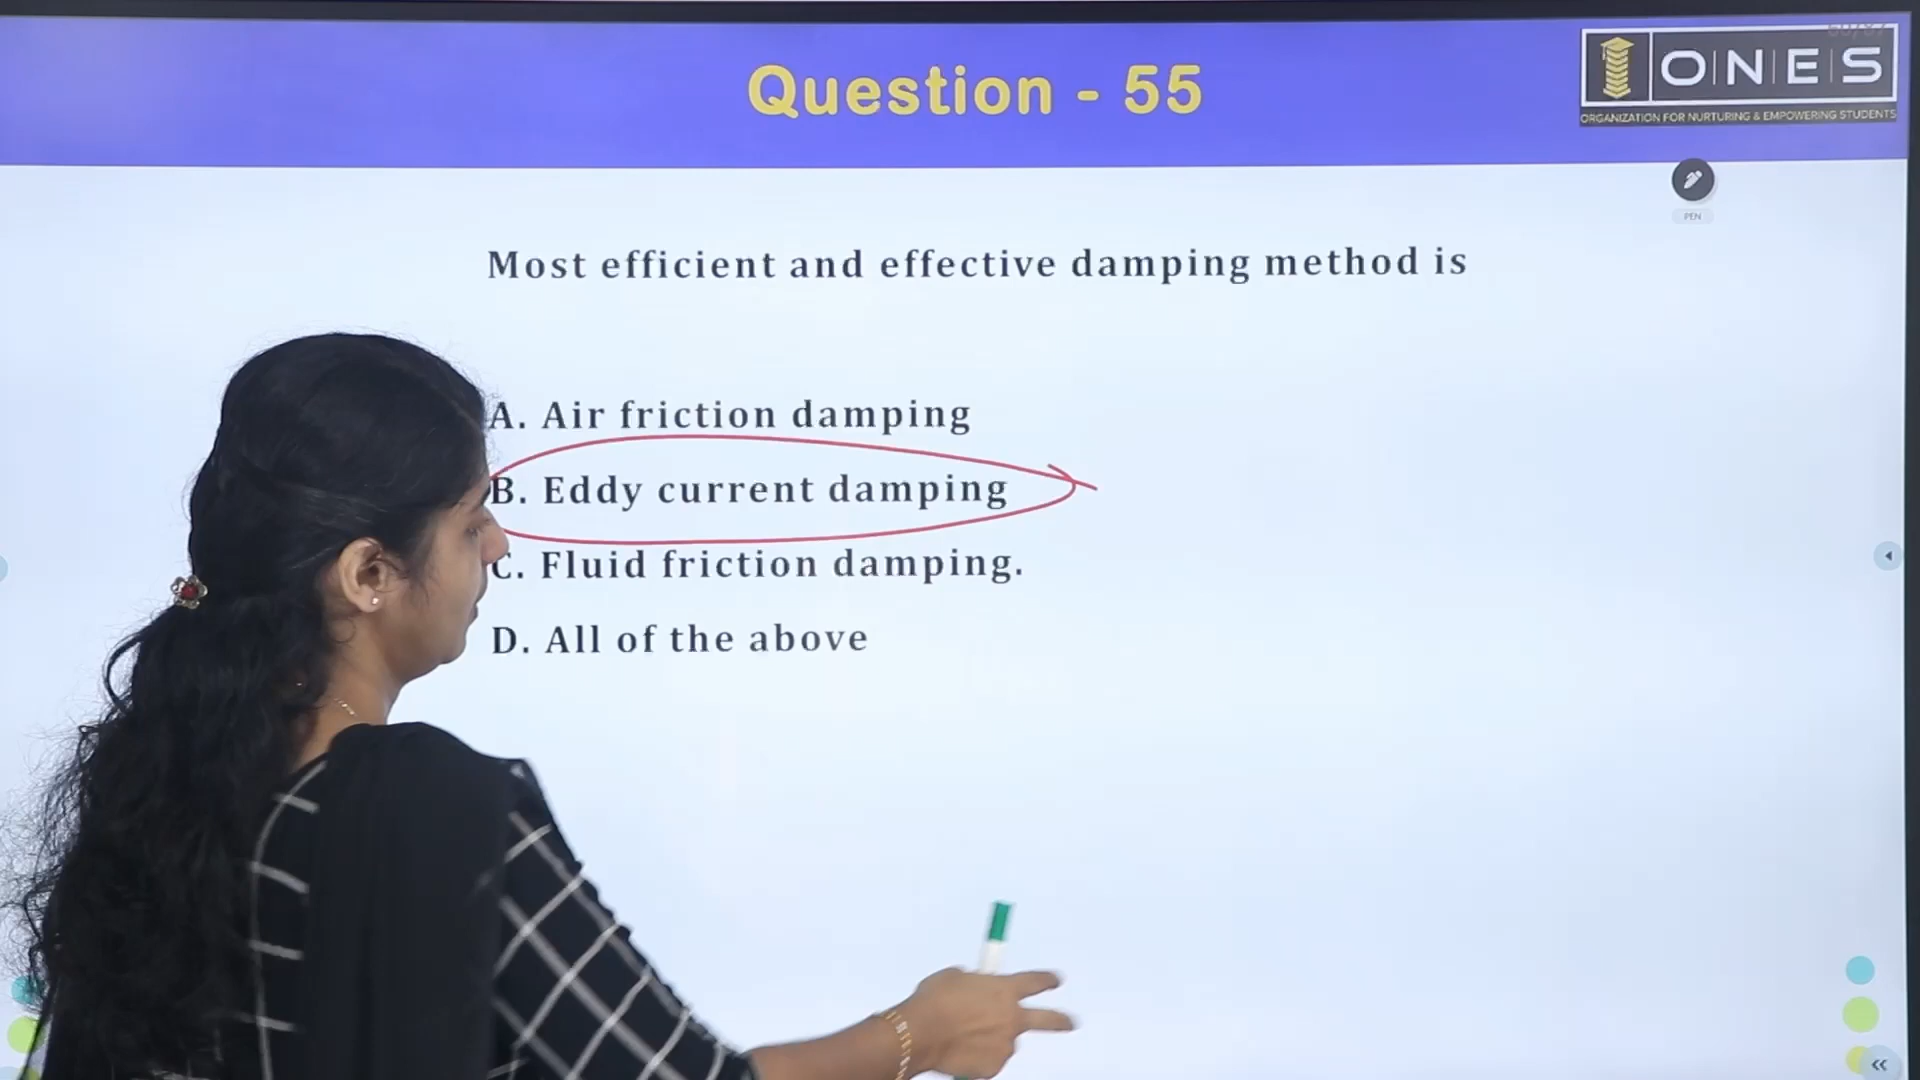 Question - 55
O|N|E|S
ORGANIZATION FOR NURTURING & EMPOWERING STUDENTS
PEN
Most efficient and effective damping method is
A. Air friction damping
B. Eddy current damping
C. Fluid friction damping.
D. All of the above